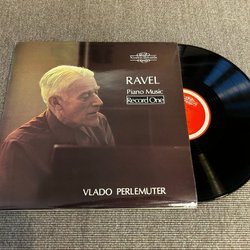 RAVEL
Piano Music
Record One
VLADO PERLEMUTER